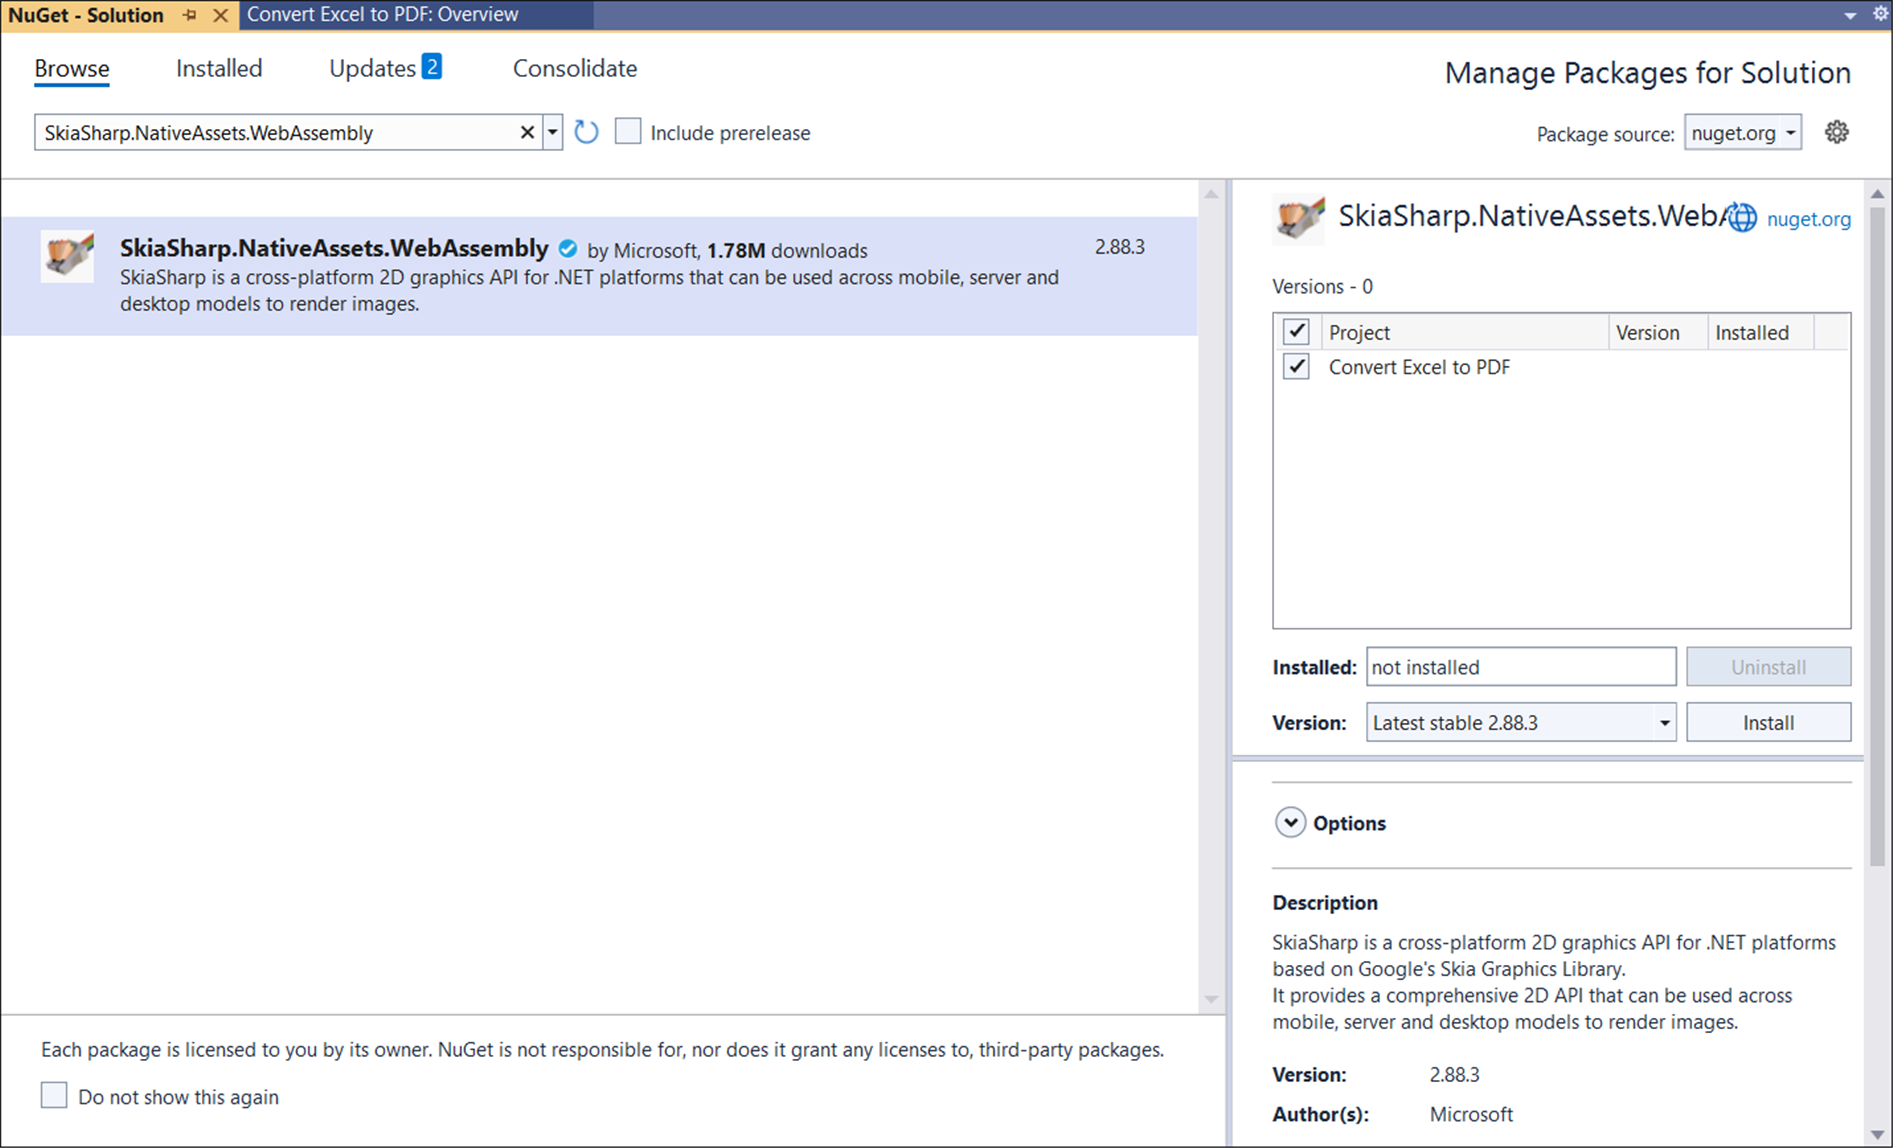 NuGet - Solution
Convert Excel to PDF: Overview
Browse
Installed
Updates 2
Consolidate
Manage Packages for Solution
SkiaSharp.NativeAssets.WebAssembly
Include prerelease
Package source: nuget.org
SkiaSharp.NativeAssets.WebAssembly by Microsoft, 1.78M downloads
2.88.3
SkiaSharp is a cross-platform 2D graphics API for .NET platforms that can be used across mobile, server and
desktop models to render images.
SkiaSharp.NativeAssets.WebA
nuget.org
Versions - 0
Project Version Installed
Convert Excel to PDF
Installed: not installed Uninstall
Version: Latest stable 2.88.3 Install
Options
Description
SkiaSharp is a cross-platform 2D graphics API for .NET platforms
based on Google's Skia Graphics Library.
It provides a comprehensive 2D API that can be used across
mobile, server and desktop models to render images.
Version: 2.88.3
Author(s): Microsoft
Each package is licensed to you by its owner. NuGet is not responsible for, nor does it grant any licenses to, third-party packages.
Do not show this again